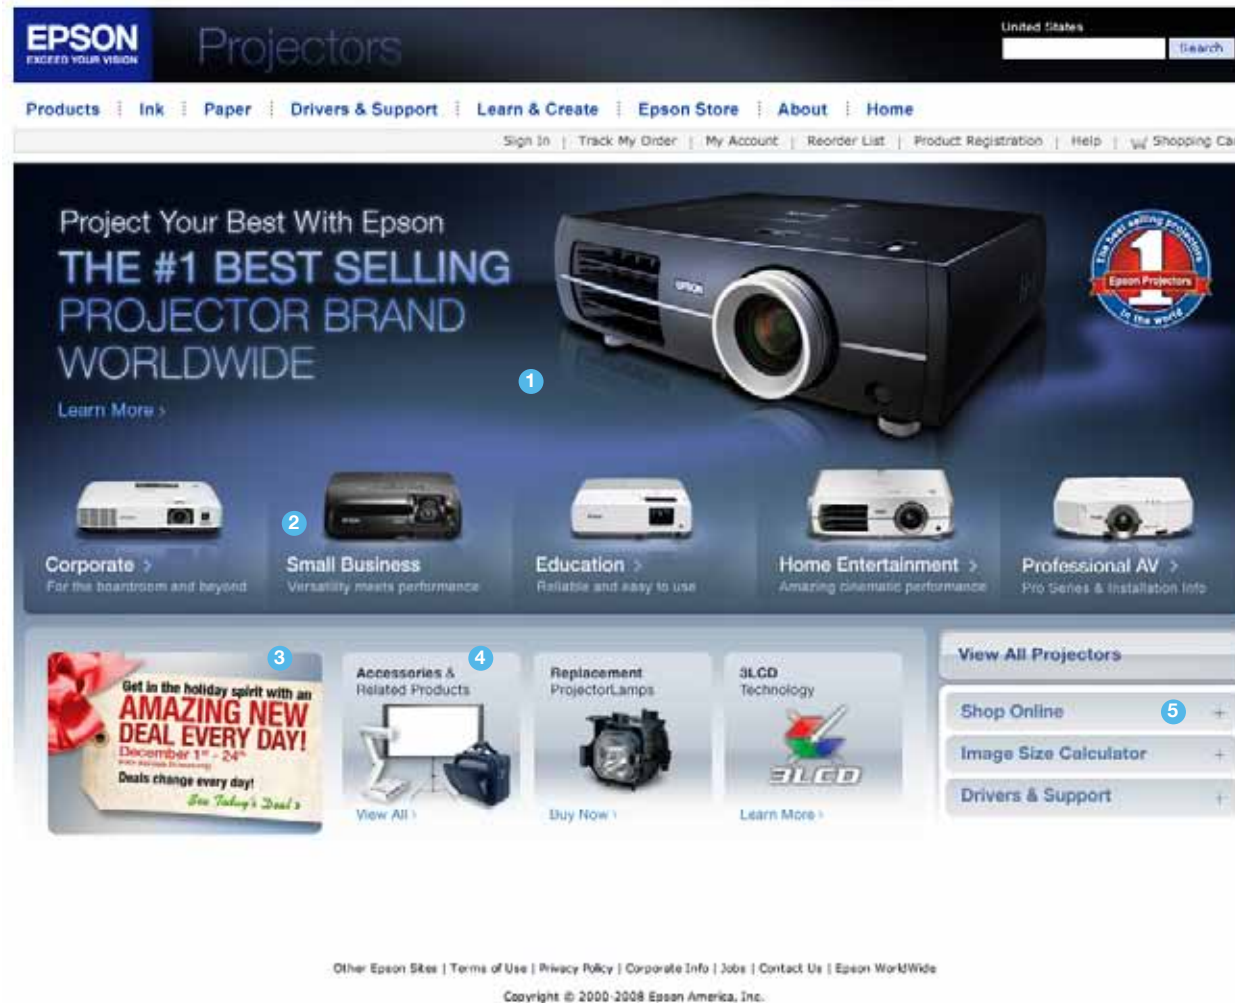 EPSON
EXCEED YOUR VISION
Projectors
United States
Search
Products Ink Paper Drivers & Support Learn & Create Epson Store About Home
Sign In | Track My Order | My Account | Reorder List | Product Registration | Help | Shopping Ca
Project Your Best With Epson
THE #1 BEST SELLING
PROJECTOR BRAND
WORLDWIDE
Learn More ›
The best selling projectors
1
Epson Projectors
in the world
EPSON
1
2
Corporate ›
For the boardroom and beyond
Small Business
Versatility meets performance
Education ›
Reliable and easy to use
Home Entertainment ›
Amazing cinematic performance
Professional AV ›
Pro Series & Installation Info
3
Get in the holiday spirit with an
AMAZING NEW
DEAL EVERY DAY!
December 1st - 24th
Deals change every day!
See Today's Deal »
4
Accessories &
Related Products
View All ›
Replacement
ProjectorLamps
Buy Now ›
3LCD
Technology
3LCD
Learn More ›
View All Projectors
Shop Online 5 +
Image Size Calculator +
Drivers & Support +
Other Epson Sites | Terms of Use | Privacy Policy | Corporate Info | Jobs | Contact Us | Epson WorldWide
Copyright © 2000-2008 Epson America, Inc.